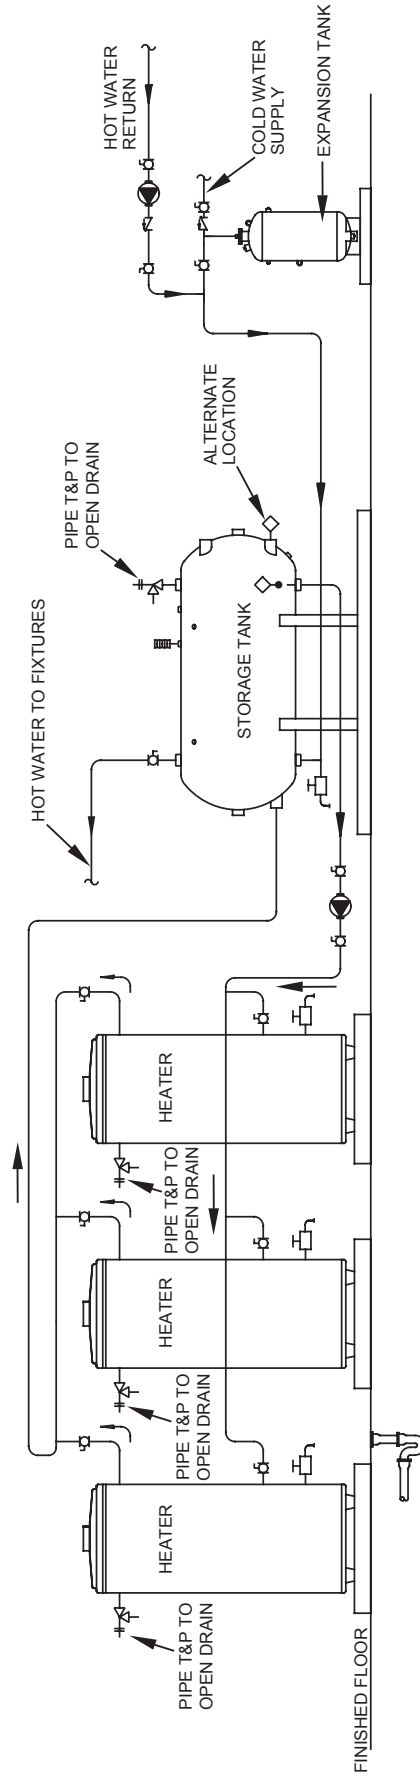 HOT WATER
RETURN
COLD WATER
SUPPLY
EXPANSION TANK
PIPE T&P TO
OPEN DRAIN
ALTERNATE
LOCATION
HOT WATER TO FIXTURES
STORAGE TANK
HEATER
PIPE T&P TO
OPEN DRAIN
HEATER
PIPE T&P TO
OPEN DRAIN
HEATER
PIPE T&P TO
OPEN DRAIN
FINISHED FLOOR